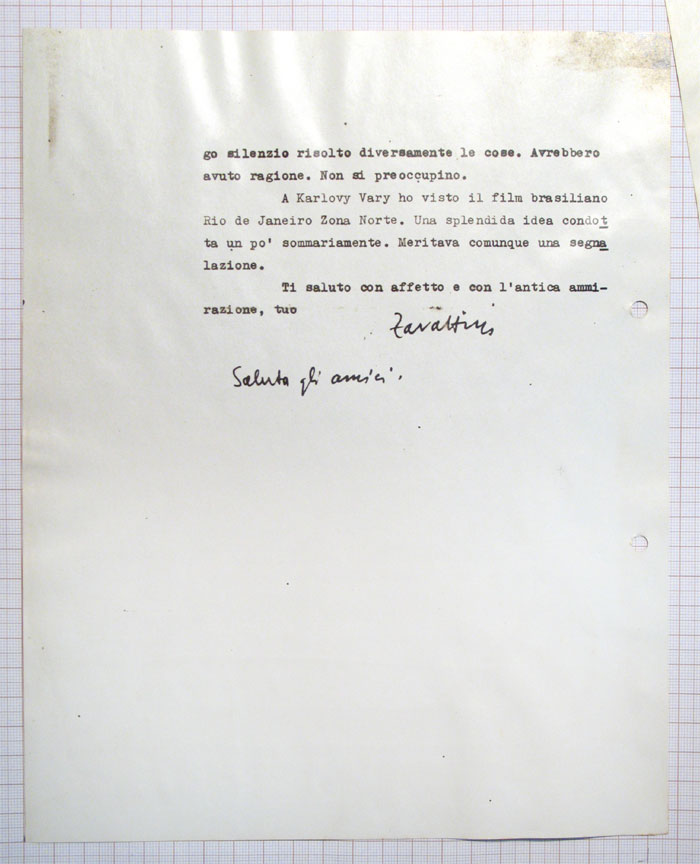 go silenzio risolto diversamente le cose. Avrebbero
avuto ragione. Non si preoccupino.
A Karlovy Vary ho visto il film brasiliano
Rio de Janeiro Zona Norte. Una splendida idea condot
ta un po' sommariamente. Meritava comunque una segna
lazione.
Ti saluto con affetto e con l'antica ammi-
razione, tuo
Zavattini
Saluta gli amici.